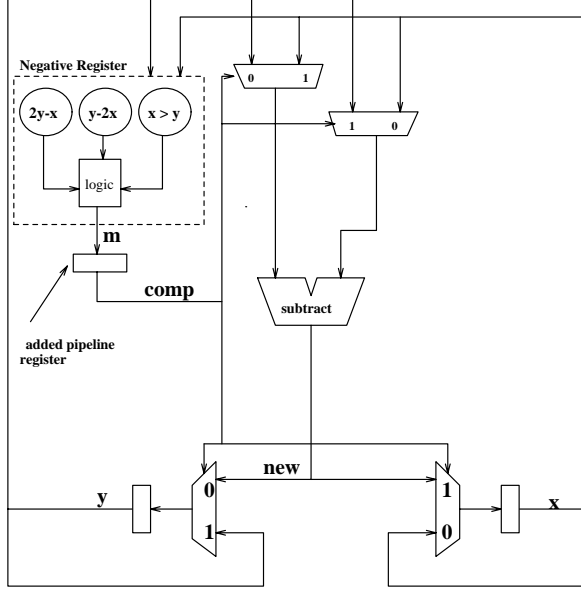 Negative Register
0 1
2y-x y-2x x > y
1 0
logic
m
comp
subtract
added pipeline
register
new
y 0 1 x
1 0